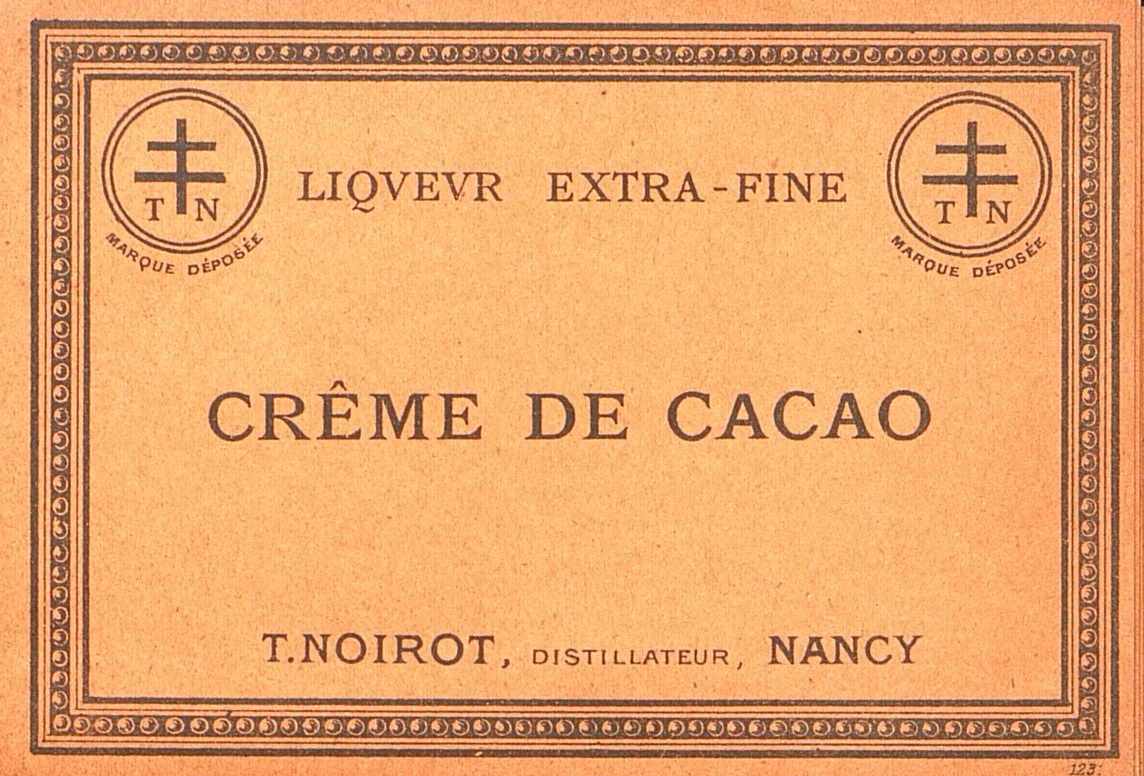 T N
MARQUE DÉPOSÉE
LIQVEVR EXTRA-FINE
T N
MARQUE DÉPOSÉE
CRÊME DE CACAO
T. NOIROT, DISTILLATEUR, NANCY
123